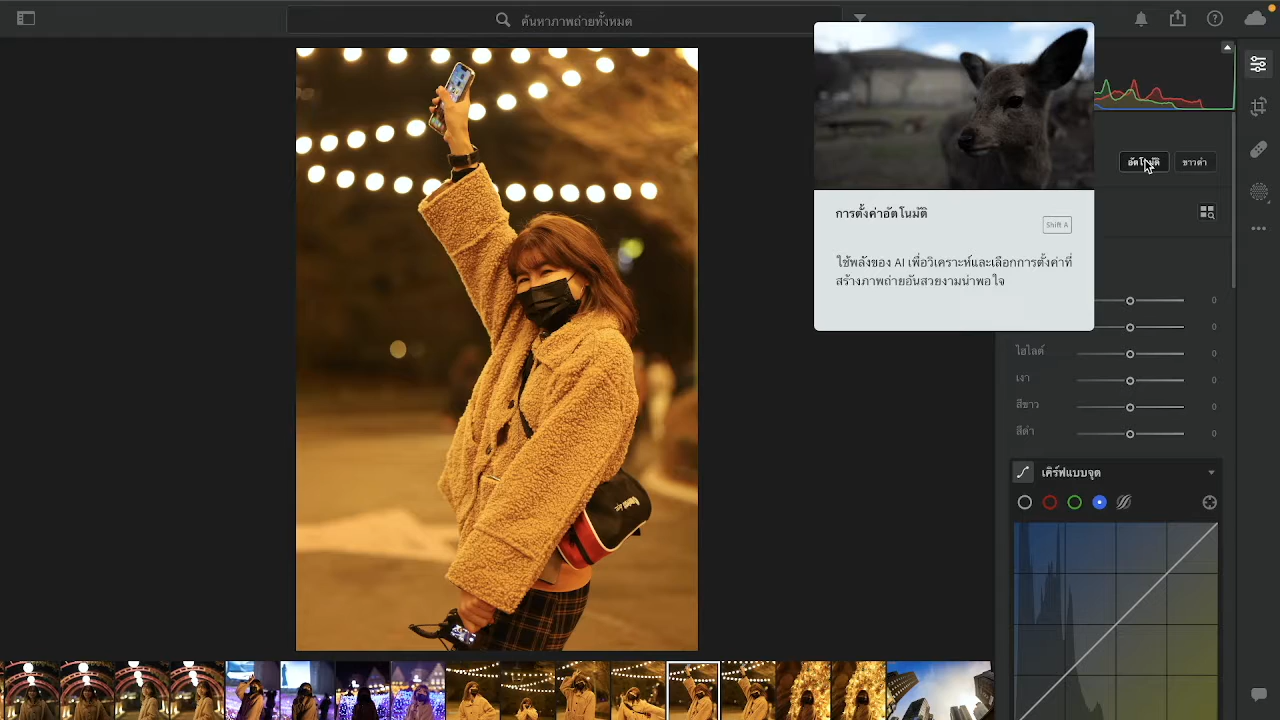 ค้นหาภาพถ่ายทั้งหมด
อัตโนมัติ
ขาวดำ
การตั้งค่าอัตโนมัติ
Shift A
ใช้พลังของ AI เพื่อวิเคราะห์และเลือกการตั้งค่าที่
สร้างภาพถ่ายอันสวยงามน่าพอใจ
0
0
ไฮไลต์ 0
เงา 0
สีขาว 0
สีดำ 0
เคิร์ฟแบบจุด